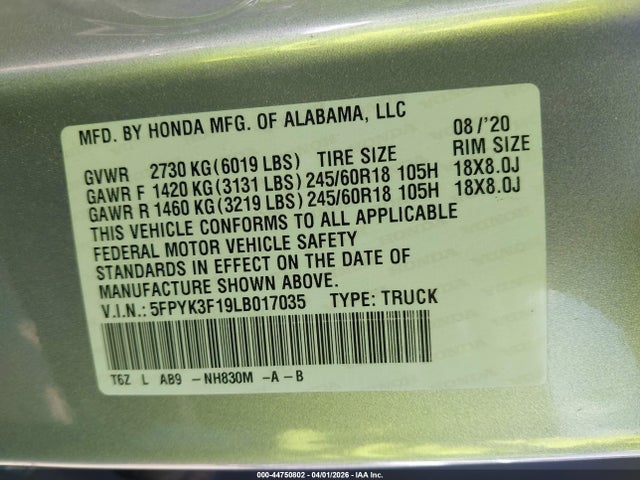 MFD. BY HONDA MFG. OF ALABAMA, LLC 08/'20
GVWR 2730 KG(6019 LBS) TIRE SIZE RIM SIZE
GAWR F 1420 KG(3131 LBS) 245/60R18 105H 18X8.0J
GAWR R 1460 KG(3219 LBS) 245/60R18 105H 18X8.0J
THIS VEHICLE CONFORMS TO ALL APPLICABLE
FEDERAL MOTOR VEHICLE SAFETY
STANDARDS IN EFFECT ON THE DATE OF
MANUFACTURE SHOWN ABOVE.
V.I.N.: 5FPYK3F19LB017035 TYPE: TRUCK
T6Z L AB9 -NH830M -A-B
000-44750802 - 04/01/2026 - IAA Inc.